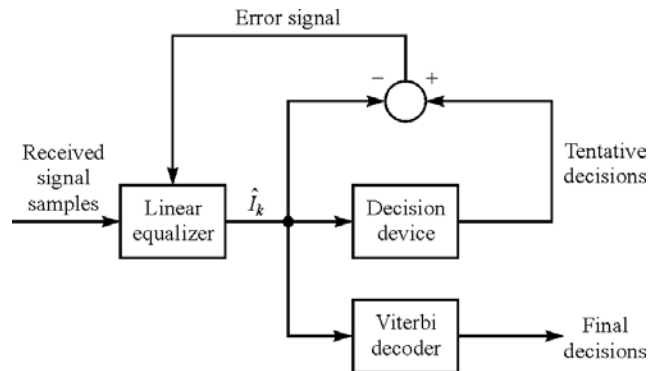 Error signal
−
+
Received
signal
samples
Tentative
decisions
Linear
equalizer
Î_k
Decision
device
Viterbi
decoder
Final
decisions